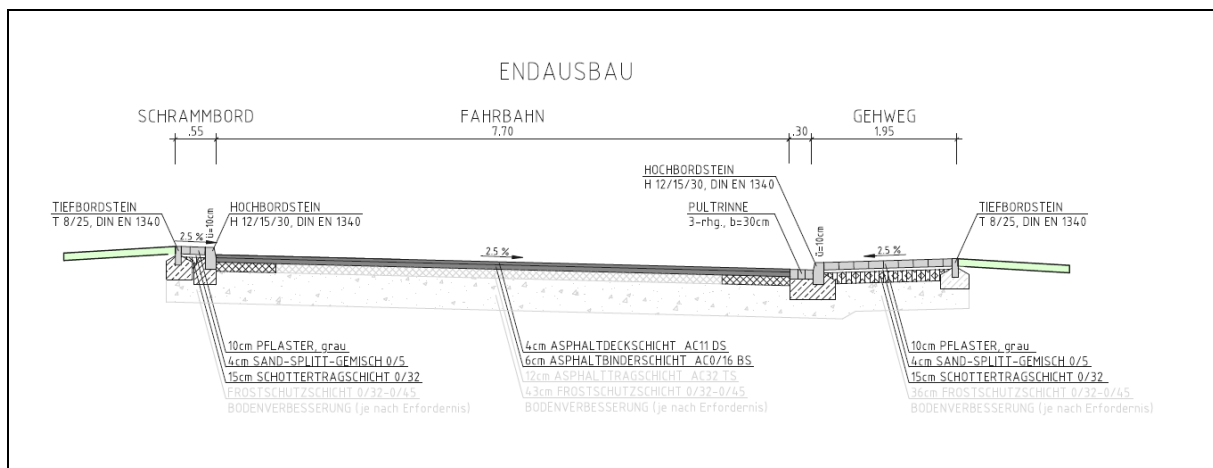 ENDAUSBAU
SCHRAMMBORD
FAHRBAHN
GEHWEG
.55
7.70
.30
1.95
HOCHBORDSTEIN
H 12/15/30, DIN EN 1340
TIEFBORDSTEIN
T 8/25, DIN EN 1340
HOCHBORDSTEIN
H 12/15/30, DIN EN 1340
PULTRINNE
3-rhg., b=30cm
TIEFBORDSTEIN
T 8/25, DIN EN 1340
ü=10cm
ü=10cm
2.5 %
2.5 %
2.5 %
10cm PFLASTER, grau
4cm SAND-SPLITT-GEMISCH 0/5
15cm SCHOTTERTRAGSCHICHT 0/32
FROSTSCHUTZSCHICHT 0/32-0/45
BODENVERBESSERUNG (je nach Erfordernis)
4cm ASPHALTDECKSCHICHT AC11 DS
6cm ASPHALTBINDERSCHICHT AC0/16 BS
12cm ASPHALTTRAGSCHICHT AC32 TS
43cm FROSTSCHUTZSCHICHT 0/32-0/45
BODENVERBESSERUNG (je nach Erfordernis)
10cm PFLASTER, grau
4cm SAND-SPLITT-GEMISCH 0/5
15cm SCHOTTERTRAGSCHICHT 0/32
36cm FROSTSCHUTZSCHICHT 0/32-0/45
BODENVERBESSERUNG (je nach Erfordernis)